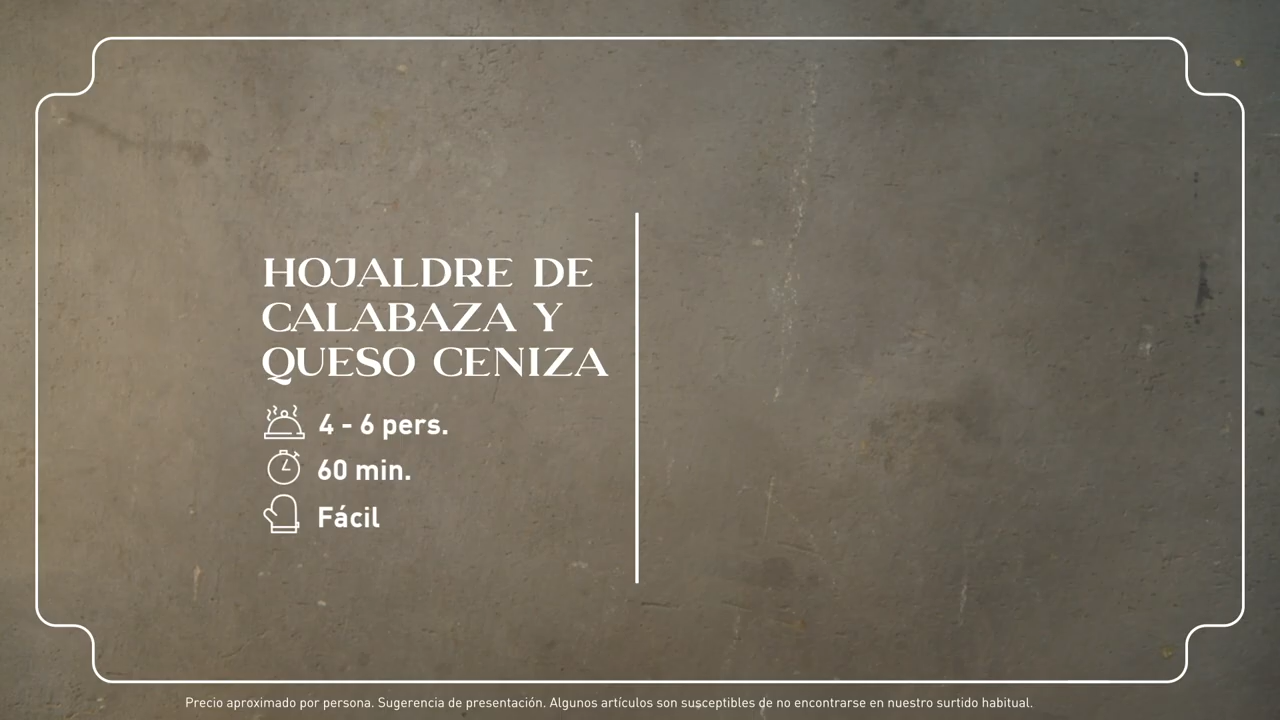 HOJALDRE DE
CALABAZA Y
QUESO CENIZA
4 - 6 pers.
60 min.
Fácil
Precio aproximado por persona. Sugerencia de presentación. Algunos artículos son susceptibles de no encontrarse en nuestro surtido habitual.